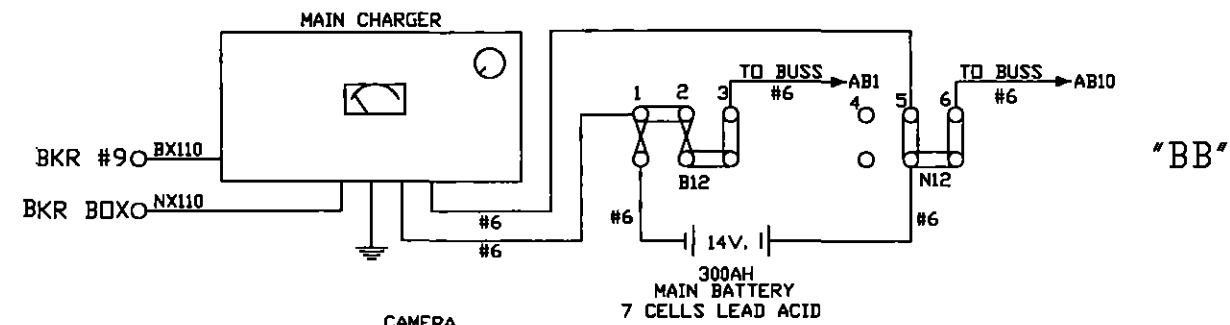 MAIN CHARGER
TO BUSS AB1
#6
TO BUSS AB10
#6
1 2 3 4 5 6
BKR #9 BX110
B12 N12
"BB"
BKR BOX NX110
#6
#6
#6
#6
14V,
300AH
MAIN BATTERY
7 CELLS LEAD ACID
CAMERA